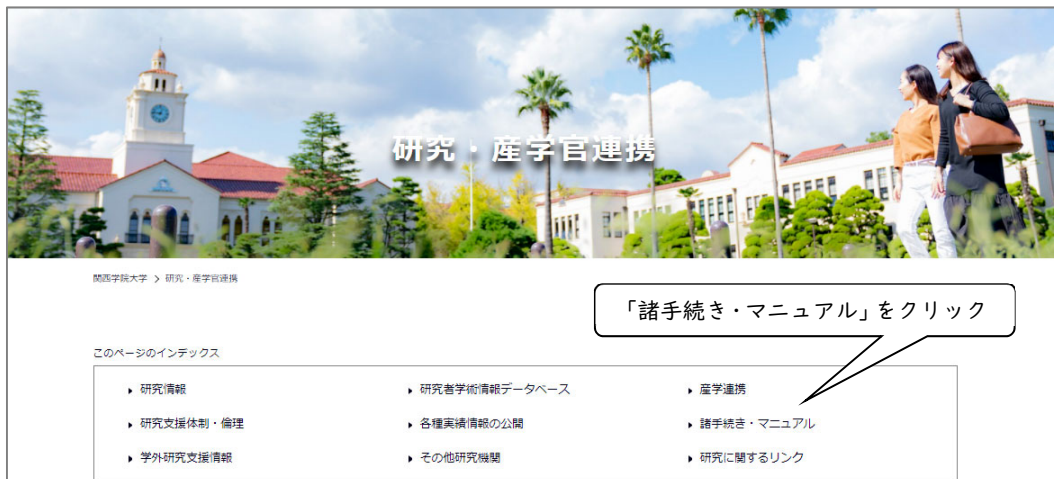 研究・産学官連携
関西学院大学 > 研究・産学官連携
「諸手続き・マニュアル」をクリック
このページのインデックス
研究情報
研究者学術情報データベース
産学連携
研究支援体制・倫理
各種実績情報の公開
諸手続き・マニュアル
学外研究支援情報
その他研究機関
研究に関するリンク